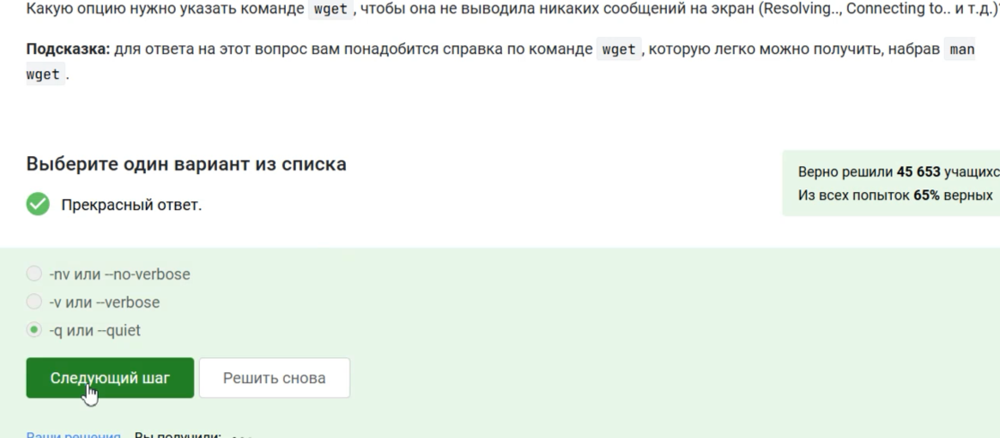 Какую опцию нужно указать команде wget, чтобы она не выводила никаких сообщений на экран (Resolving.., Connecting to.. и т.д.)?
Подсказка: для ответа на этот вопрос вам понадобится справка по команде wget, которую легко можно получить, набрав man
wget.
Выберите один вариант из списка
Верно решили 45 653 учащихс
Прекрасный ответ.
Из всех попыток 65% верных
-nv или --no-verbose
-v или --verbose
-q или --quiet
Следующий шаг Решить снова
Ваши решения Вы получили: